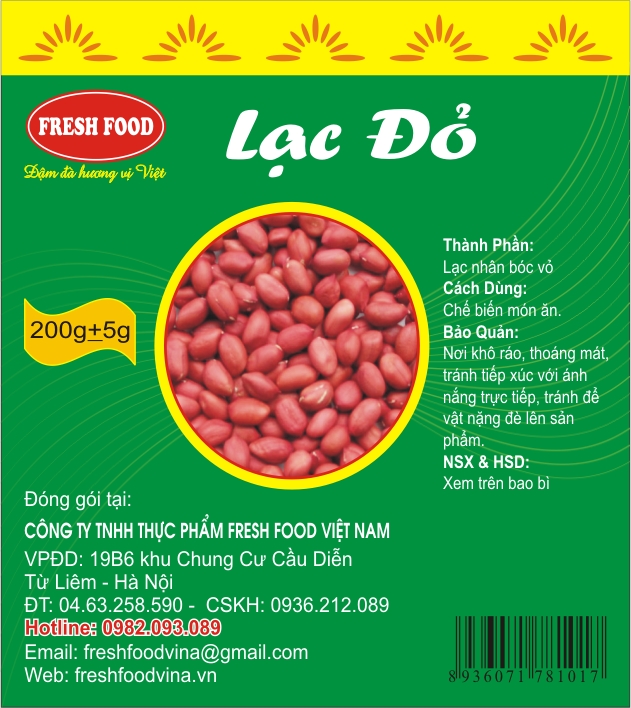 FRESH FOOD
Đậm đà hương vị Việt
Lạc Đỏ
200g±5g
Thành Phần:
Lạc nhân bóc vỏ
Cách Dùng:
Chế biến món ăn.
Bảo Quản:
Nơi khô ráo, thoáng mát,
tránh tiếp xúc với ánh
nắng trực tiếp, tránh để
vật nặng đè lên sản
phẩm.
NSX & HSD:
Xem trên bao bì
Đóng gói tại:
CÔNG TY TNHH THỰC PHẨM FRESH FOOD VIỆT NAM
VPĐD: 19B6 khu Chung Cư Cầu Diễn
Từ Liêm - Hà Nội
ĐT: 04.63.258.590 - CSKH: 0936.212.089
Hotline: 0982.093.089
Email: freshfoodvina@gmail.com
Web: freshfoodvina.vn
8936071781017